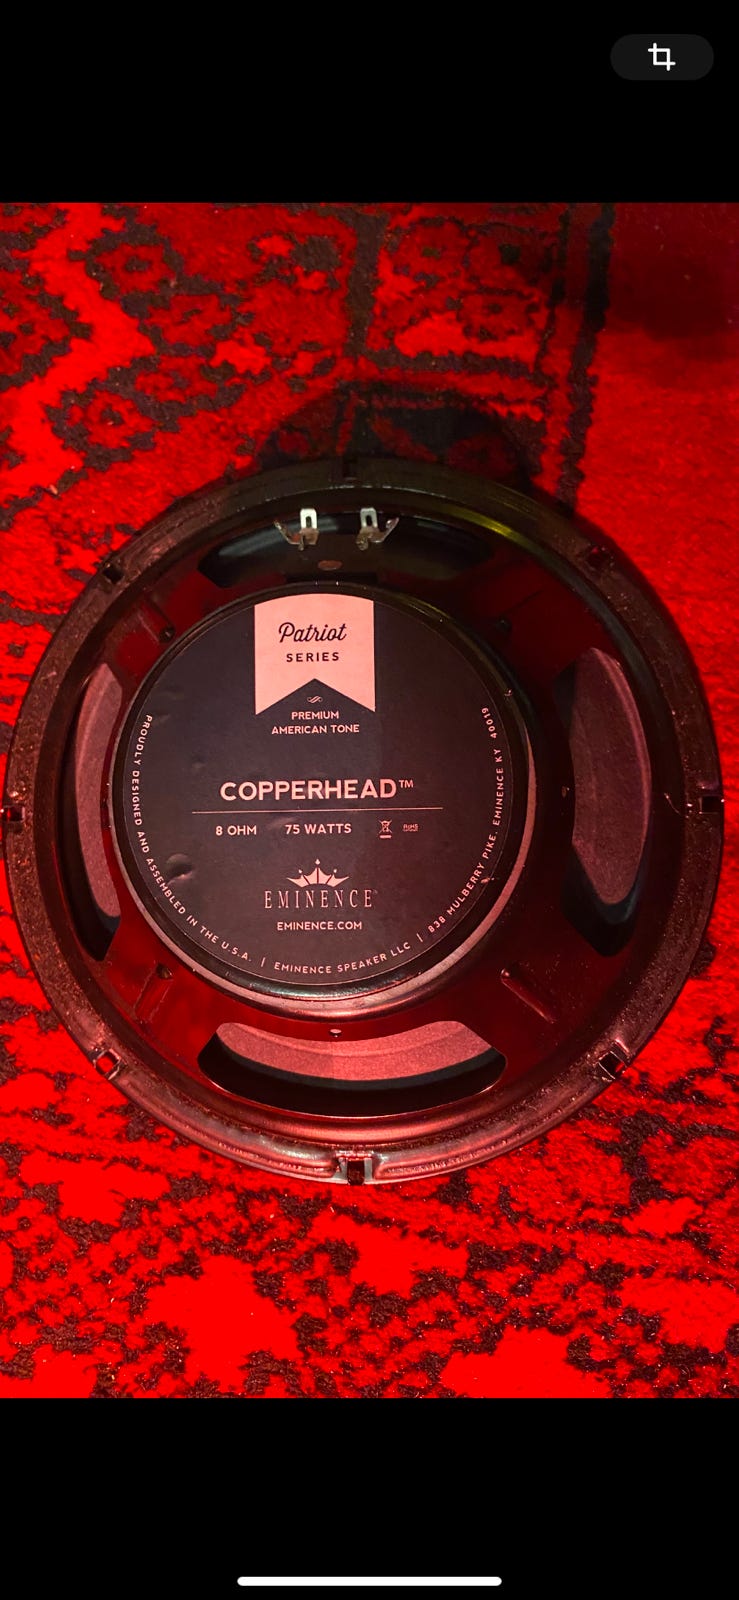 Patriot
SERIES
PREMIUM
AMERICAN TONE
COPPERHEAD™
8 OHM 75 WATTS RoHS
EMINENCE
EMINENCE.COM
PROUDLY DESIGNED AND ASSEMBLED IN THE U.S.A. | EMINENCE SPEAKER LLC | 838 MULBERRY PIKE, EMINENCE KY 40019